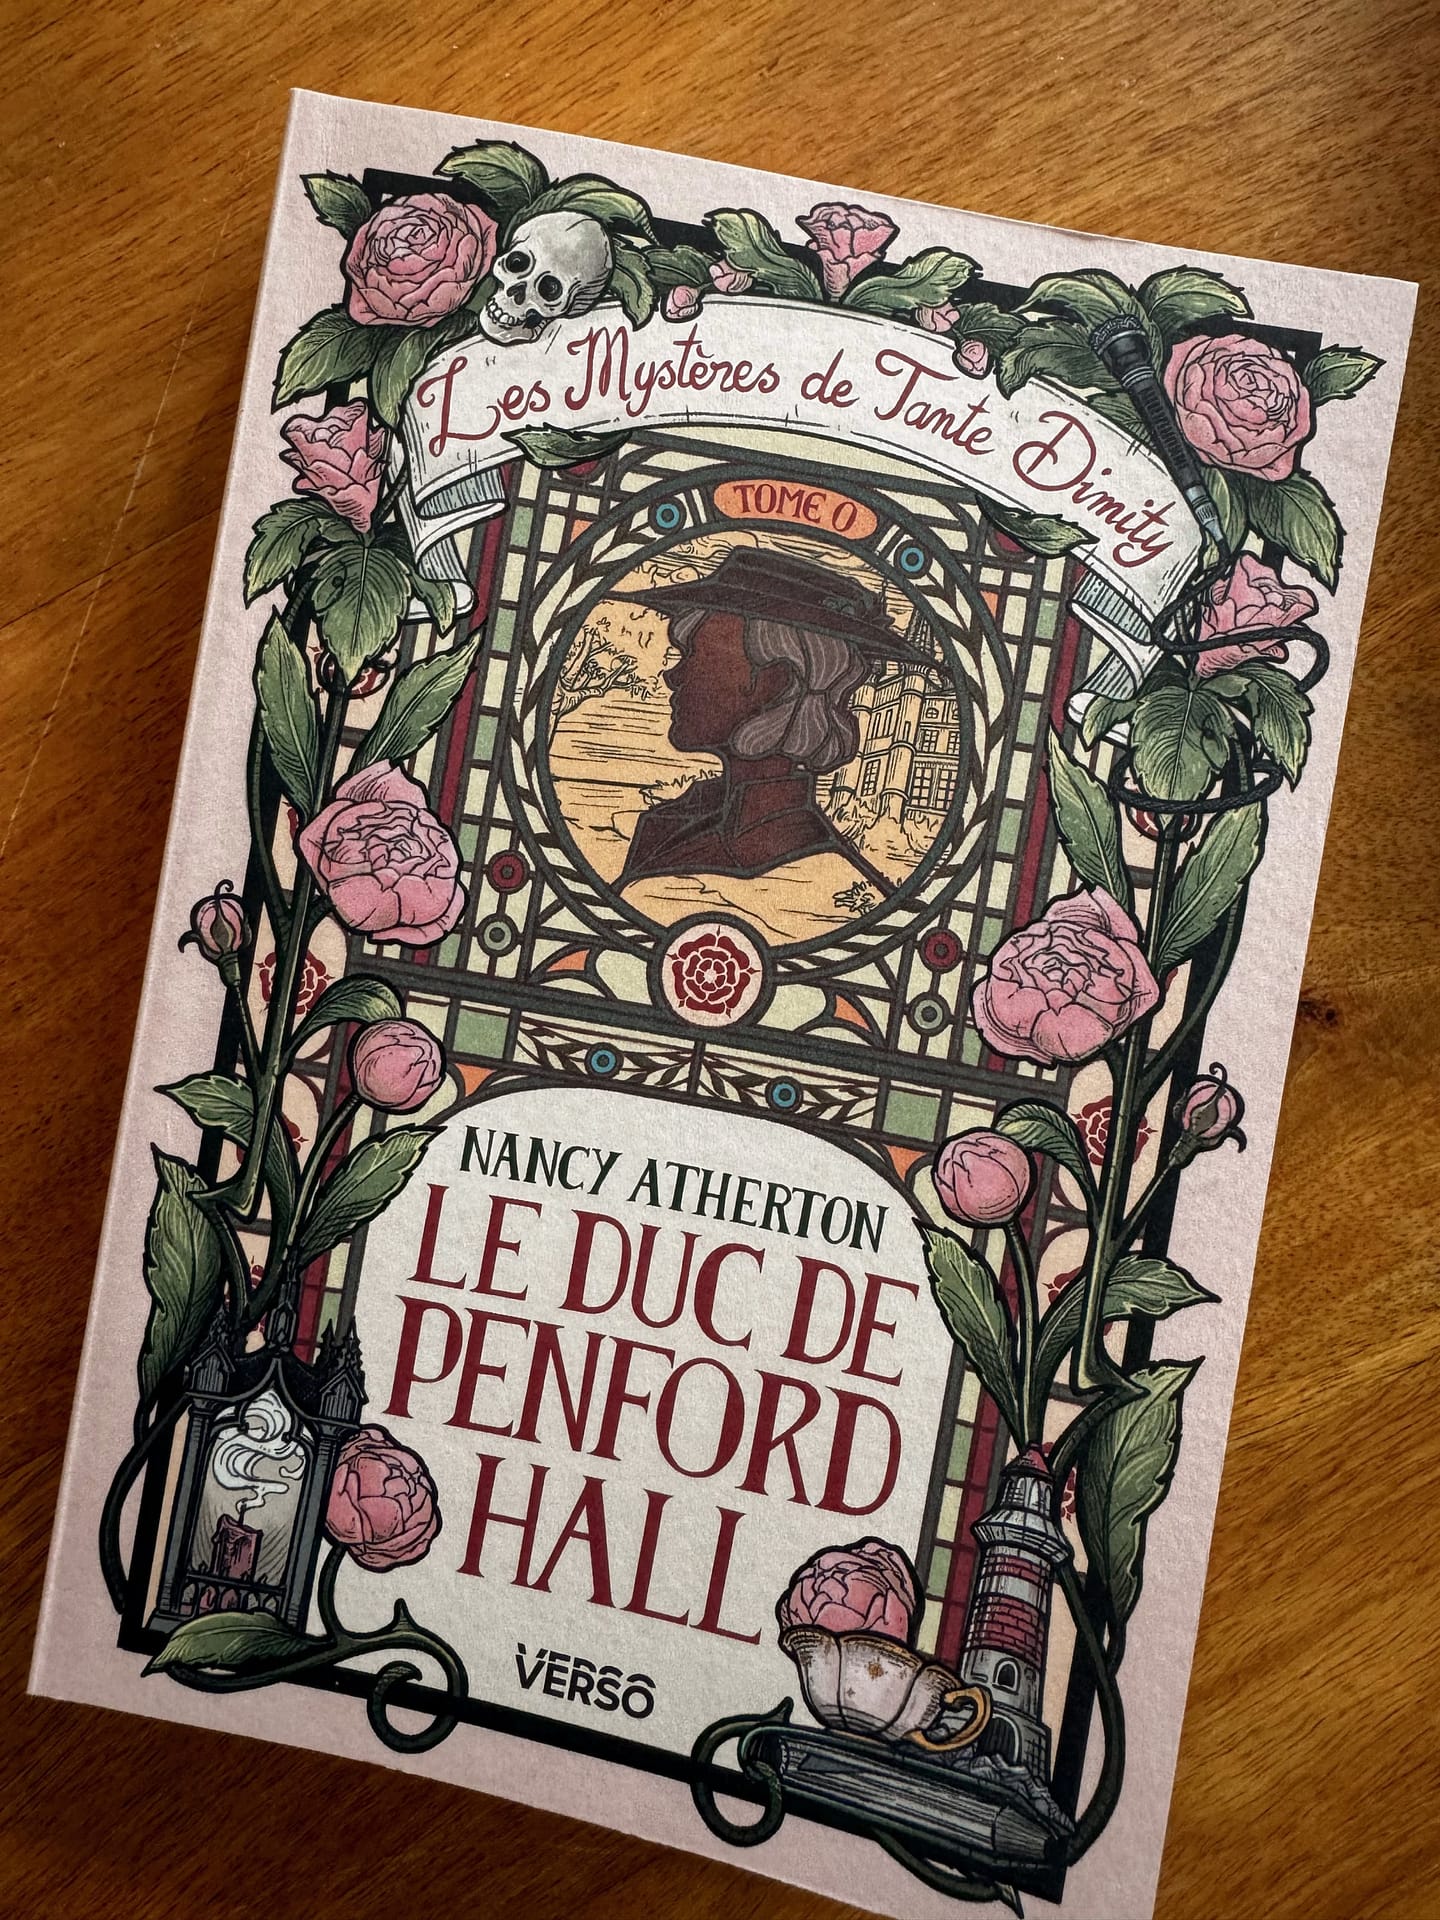 Les Mystères de Tante Dimity
TOME 0
NANCY ATHERTON
LE DUC DE
PENFORD
HALL
VERSO